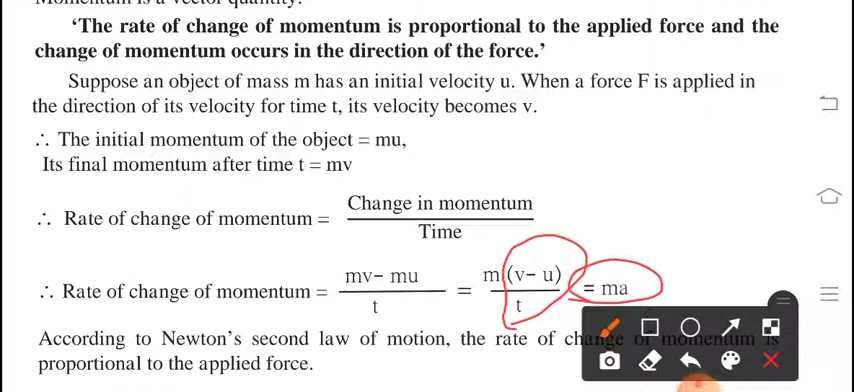 Momentum is a vector quantity.
‘The rate of change of momentum is proportional to the applied force and the
change of momentum occurs in the direction of the force.’
Suppose an object of mass m has an initial velocity u. When a force F is applied in
the direction of its velocity for time t, its velocity becomes v.
∴ The initial momentum of the object = mu,
Its final momentum after time t = mv
∴ Rate of change of momentum = Change in momentum / Time
∴ Rate of change of momentum = mv− mu / t = m (v− u) / t = ma
According to Newton’s second law of motion, the rate of change of momentum is
proportional to the applied force.